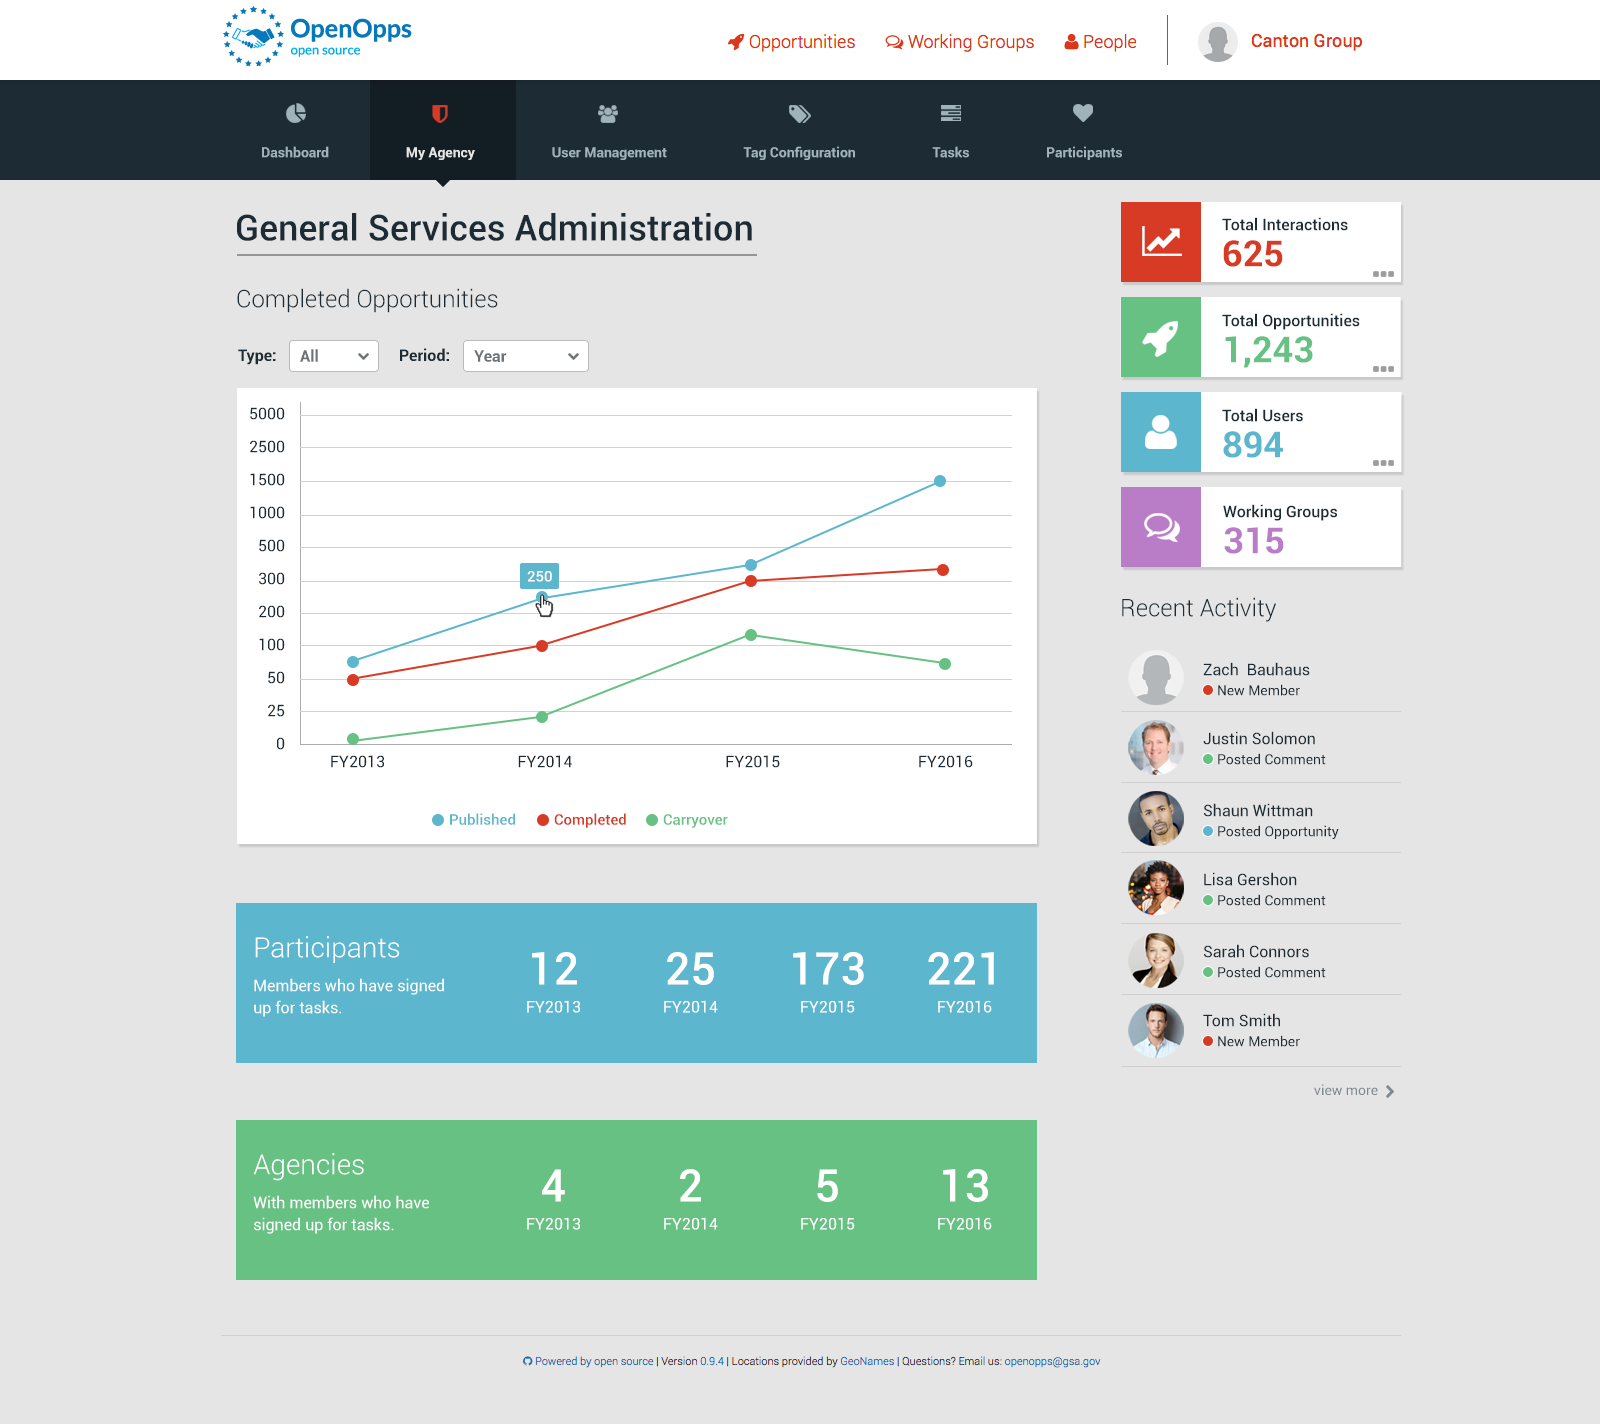 OpenOpps
open source
Opportunities
Working Groups
People
Canton Group
Dashboard
My Agency
User Management
Tag Configuration
Tasks
Participants
General Services Administration
Completed Opportunities
Type: All Period: Year
5000
2500
1500
1000
500
300
200
100
50
25
0
250
FY2013 FY2014 FY2015 FY2016
Published Completed Carryover
Participants
Members who have signed
up for tasks.
12 25 173 221
FY2013 FY2014 FY2015 FY2016
Agencies
With members who have
signed up for tasks.
4 2 5 13
FY2013 FY2014 FY2015 FY2016
Total Interactions
625
Total Opportunities
1,243
Total Users
894
Working Groups
315
Recent Activity
Zach Bauhaus
New Member
Justin Solomon
Posted Comment
Shaun Wittman
Posted Opportunity
Lisa Gershon
Posted Comment
Sarah Connors
Posted Comment
Tom Smith
New Member
view more
Powered by open source | Version 0.9.4 | Locations provided by GeoNames | Questions? Email us: openopps@gsa.gov